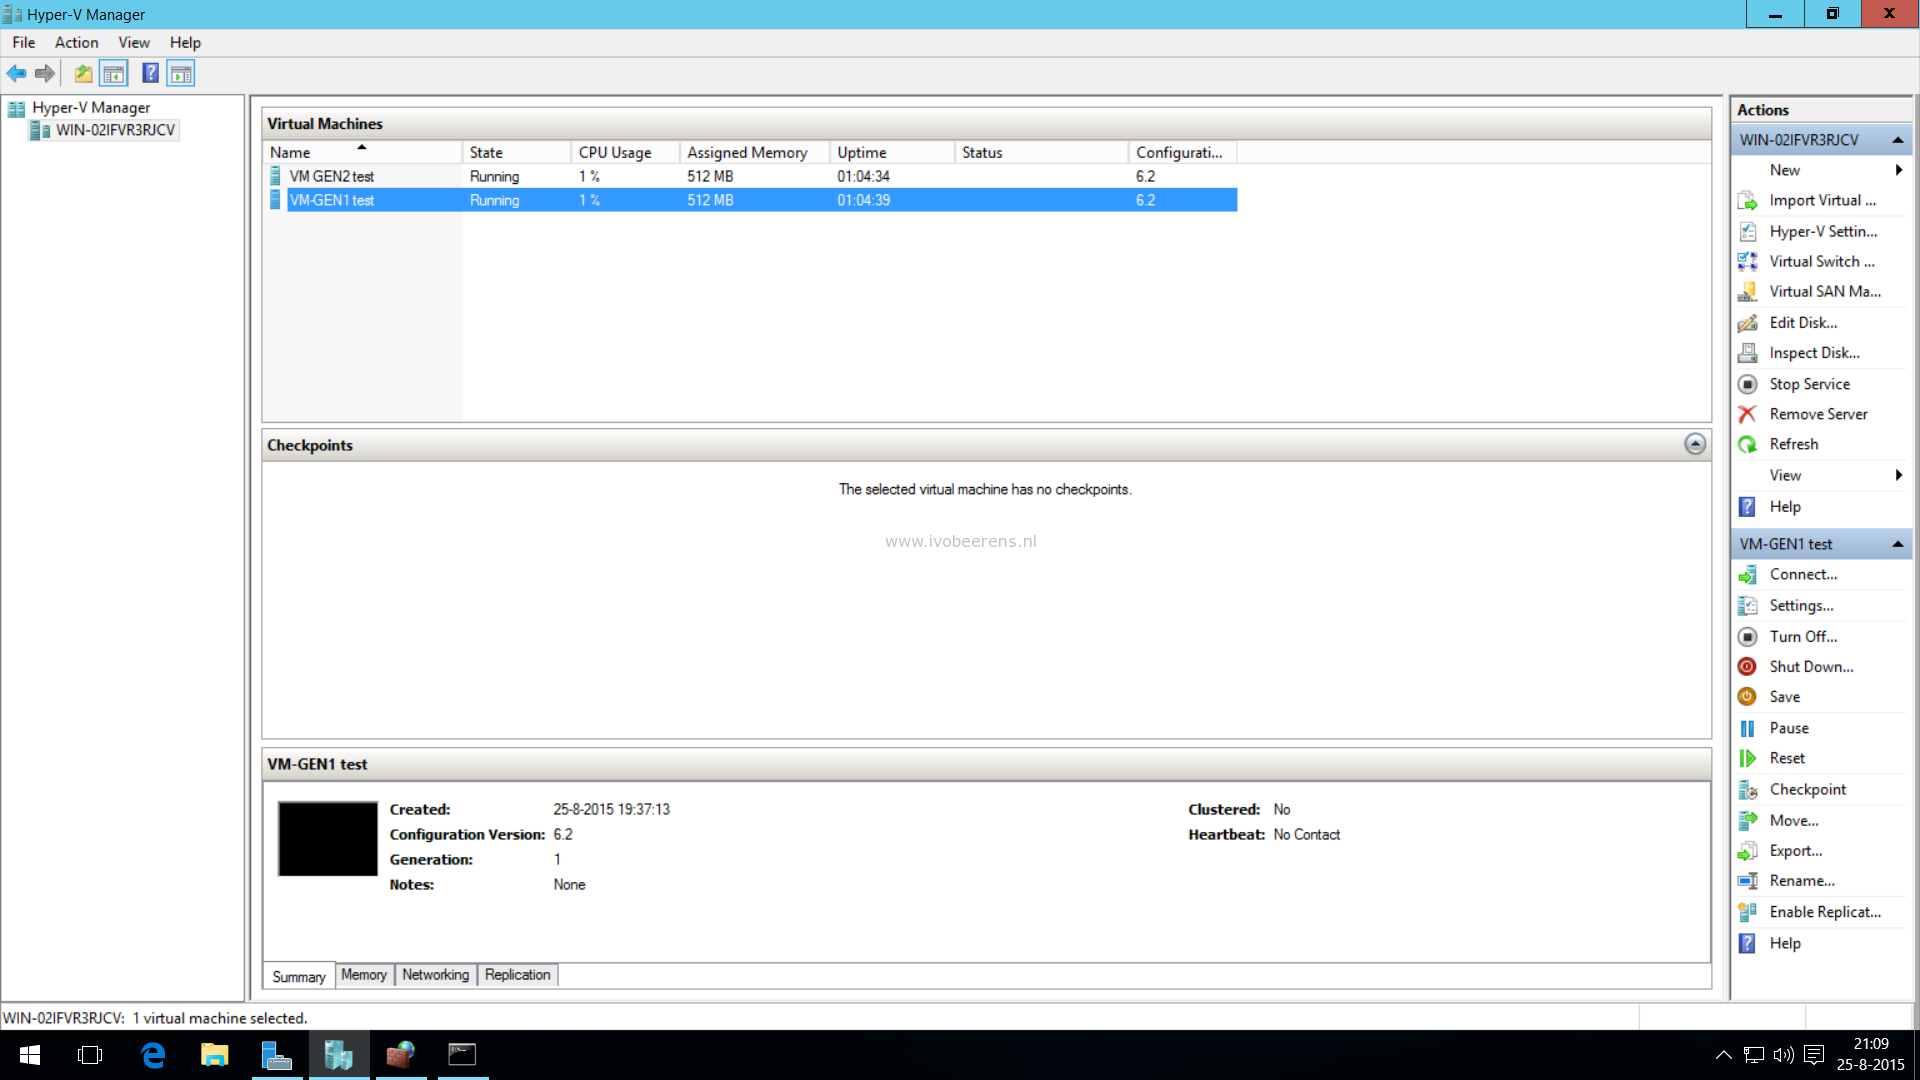 Hyper-V Manager
File Action View Help
Hyper-V Manager
WIN-02IFVR3RJCV
Virtual Machines
Name State CPU Usage Assigned Memory Uptime Status Configurati...
VM GEN2 test Running 1 % 512 MB 01:04:34 6.2
VM-GEN1 test Running 1 % 512 MB 01:04:39 6.2
Checkpoints
The selected virtual machine has no checkpoints.
www.ivobeerens.nl
VM-GEN1 test
Created: 25-8-2015 19:37:13 Clustered: No
Configuration Version: 6.2 Heartbeat: No Contact
Generation: 1
Notes: None
Summary Memory Networking Replication
Actions
WIN-02IFVR3RJCV
New
Import Virtual ...
Hyper-V Settin...
Virtual Switch ...
Virtual SAN Ma...
Edit Disk...
Inspect Disk...
Stop Service
Remove Server
Refresh
View
Help
VM-GEN1 test
Connect...
Settings...
Turn Off...
Shut Down...
Save
Pause
Reset
Checkpoint
Move...
Export...
Rename...
Enable Replicat...
Help
WIN-02IFVR3RJCV: 1 virtual machine selected.
21:09
25-8-2015